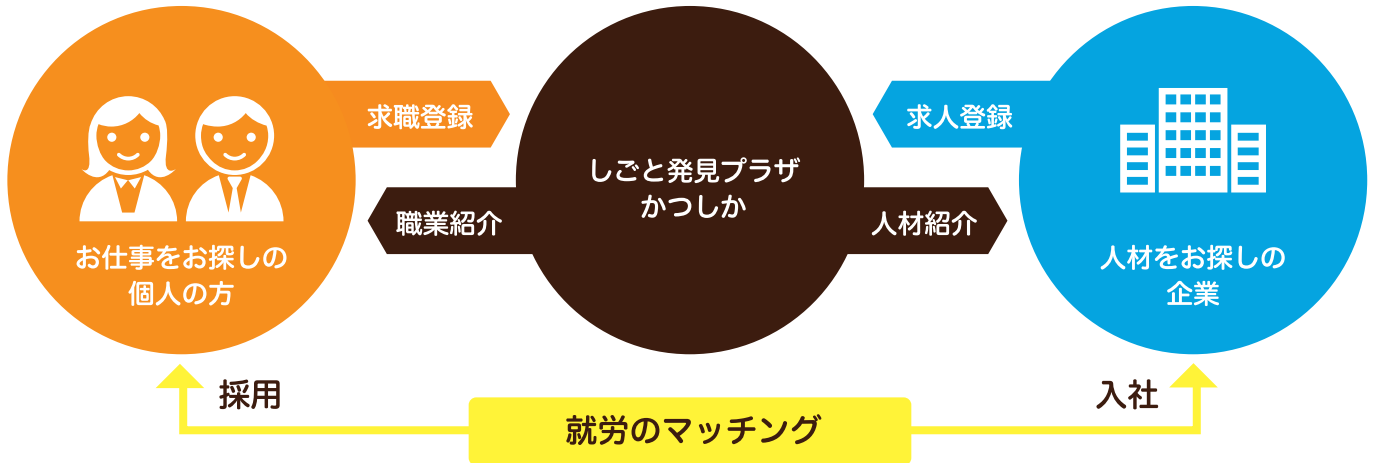 求職登録
求人登録
しごと発見プラザ
かつしか
職業紹介
人材紹介
お仕事をお探しの
個人の方
人材をお探しの
企業
採用
入社
就労のマッチング